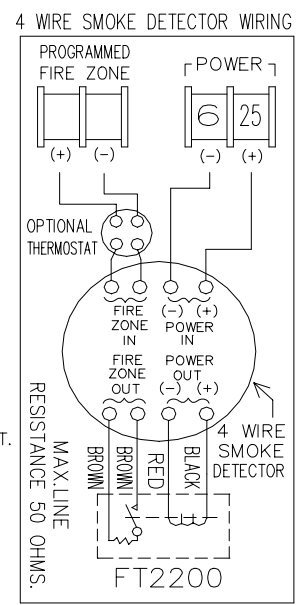 4 WIRE SMOKE DETECTOR WIRING
PROGRAMMED
FIRE ZONE
POWER
6 25
(+) (-)
(-) (+)
OPTIONAL
THERMOSTAT
FIRE
ZONE
IN
(-) (+)
POWER
IN
FIRE
ZONE
OUT
POWER
OUT
(-) (+)
4 WIRE
SMOKE
DETECTOR
T.
MAX.LINE
RESISTANCE 50 OHMS.
BROWN
BROWN
RED
BLACK
FT2200